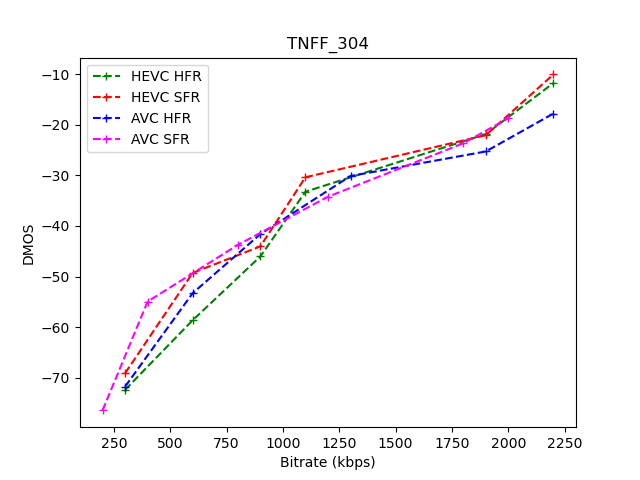 TNFF_304
HEVC HFR
HEVC SFR
AVC HFR
AVC SFR
DMOS
−10
−20
−30
−40
−50
−60
−70
250 500 750 1000 1250 1500 1750 2000 2250
Bitrate (kbps)